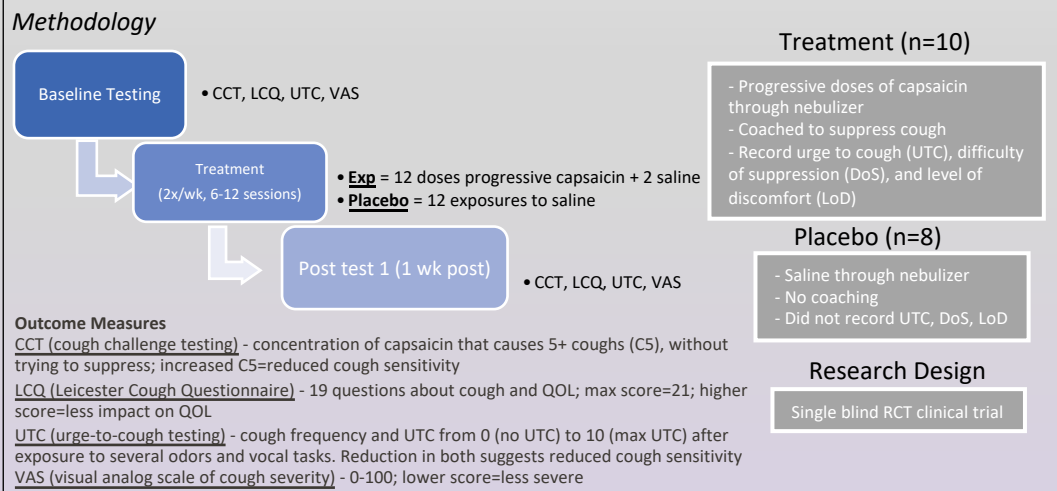 Methodology
Baseline Testing
• CCT, LCQ, UTC, VAS
Treatment
(2x/wk, 6-12 sessions)
• Exp = 12 doses progressive capsaicin + 2 saline
• Placebo = 12 exposures to saline
Post test 1 (1 wk post)
• CCT, LCQ, UTC, VAS
Outcome Measures
CCT (cough challenge testing) - concentration of capsaicin that causes 5+ coughs (C5), without
trying to suppress; increased C5=reduced cough sensitivity
LCQ (Leicester Cough Questionnaire) - 19 questions about cough and QOL; max score=21; higher
score=less impact on QOL
UTC (urge-to-cough testing) - cough frequency and UTC from 0 (no UTC) to 10 (max UTC) after
exposure to several odors and vocal tasks. Reduction in both suggests reduced cough sensitivity
VAS (visual analog scale of cough severity) - 0-100; lower score=less severe
Treatment (n=10)
- Progressive doses of capsaicin
through nebulizer
- Coached to suppress cough
- Record urge to cough (UTC), difficulty
of suppression (DoS), and level of
discomfort (LoD)
Placebo (n=8)
- Saline through nebulizer
- No coaching
- Did not record UTC, DoS, LoD
Research Design
Single blind RCT clinical trial